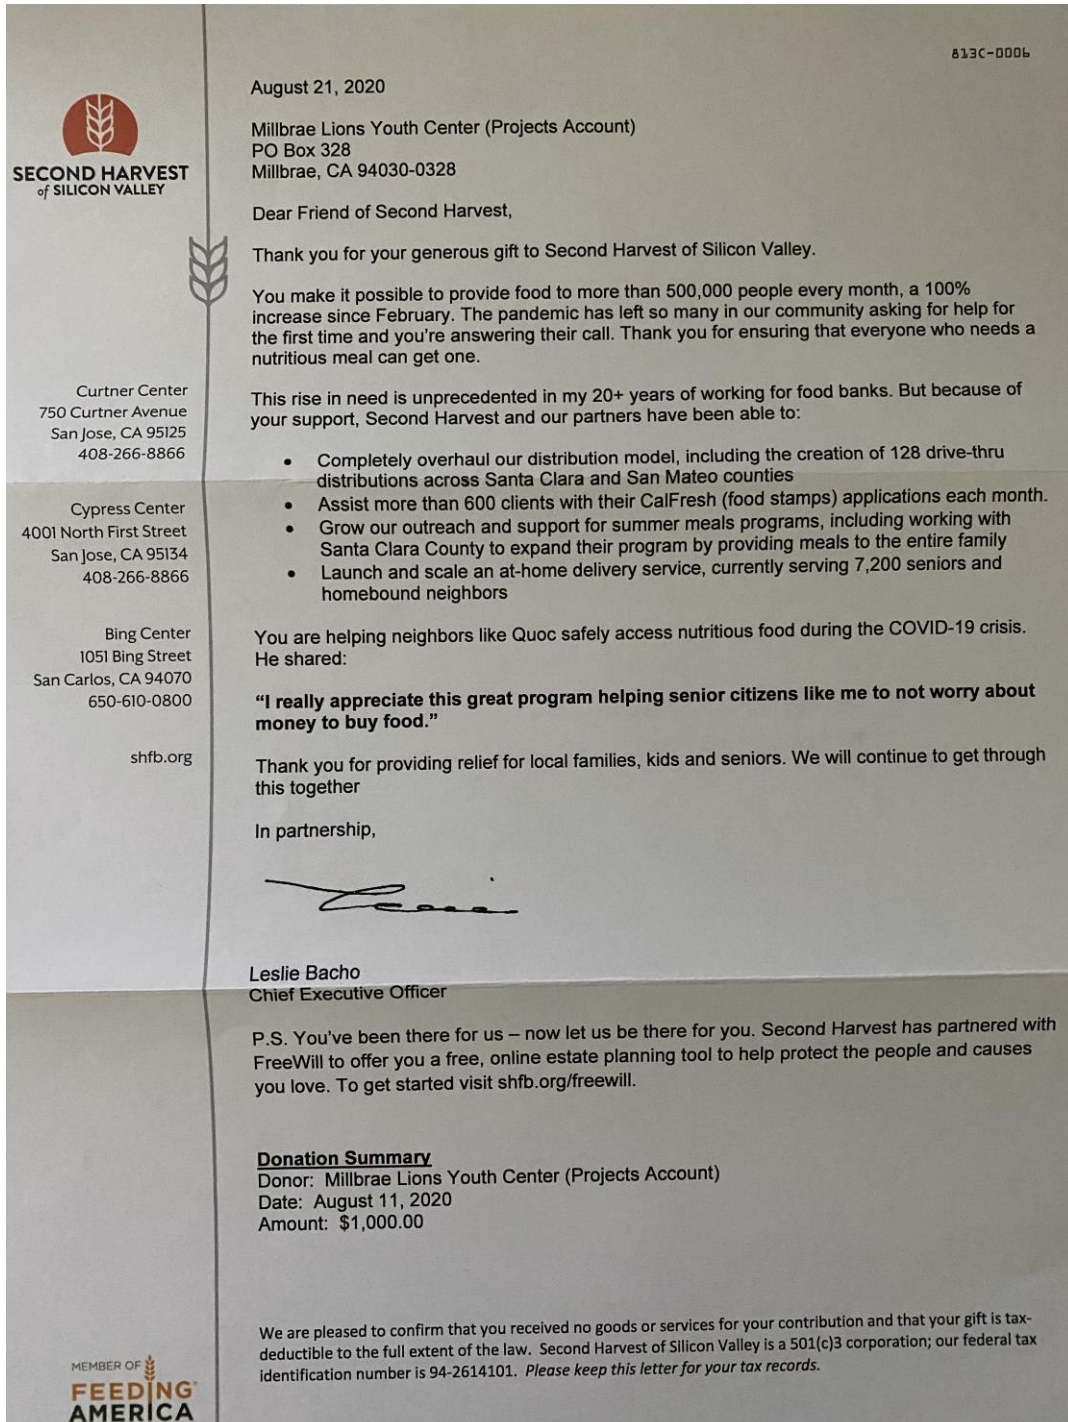 813C-0006
August 21, 2020
Millbrae Lions Youth Center (Projects Account)
PO Box 328
Millbrae, CA 94030-0328
SECOND HARVEST
of SILICON VALLEY
Dear Friend of Second Harvest,
Thank you for your generous gift to Second Harvest of Silicon Valley.
You make it possible to provide food to more than 500,000 people every month, a 100%
increase since February. The pandemic has left so many in our community asking for help for
the first time and you're answering their call. Thank you for ensuring that everyone who needs a
nutritious meal can get one.
This rise in need is unprecedented in my 20+ years of working for food banks. But because of
your support, Second Harvest and our partners have been able to:
• Completely overhaul our distribution model, including the creation of 128 drive-thru
distributions across Santa Clara and San Mateo counties
• Assist more than 600 clients with their CalFresh (food stamps) applications each month.
• Grow our outreach and support for summer meals programs, including working with
Santa Clara County to expand their program by providing meals to the entire family
• Launch and scale an at-home delivery service, currently serving 7,200 seniors and
homebound neighbors
You are helping neighbors like Quoc safely access nutritious food during the COVID-19 crisis.
He shared:
“I really appreciate this great program helping senior citizens like me to not worry about
money to buy food.”
Thank you for providing relief for local families, kids and seniors. We will continue to get through
this together
In partnership,
Leslie Bacho
Chief Executive Officer
P.S. You've been there for us – now let us be there for you. Second Harvest has partnered with
FreeWill to offer you a free, online estate planning tool to help protect the people and causes
you love. To get started visit shfb.org/freewill.
Donation Summary
Donor: Millbrae Lions Youth Center (Projects Account)
Date: August 11, 2020
Amount: $1,000.00
We are pleased to confirm that you received no goods or services for your contribution and that your gift is tax-
deductible to the full extent of the law. Second Harvest of Silicon Valley is a 501(c)3 corporation; our federal tax
identification number is 94-2614101. Please keep this letter for your tax records.
Curtner Center
750 Curtner Avenue
San Jose, CA 95125
408-266-8866
Cypress Center
4001 North First Street
San Jose, CA 95134
408-266-8866
Bing Center
1051 Bing Street
San Carlos, CA 94070
650-610-0800
shfb.org
MEMBER OF
FEEDING
AMERICA